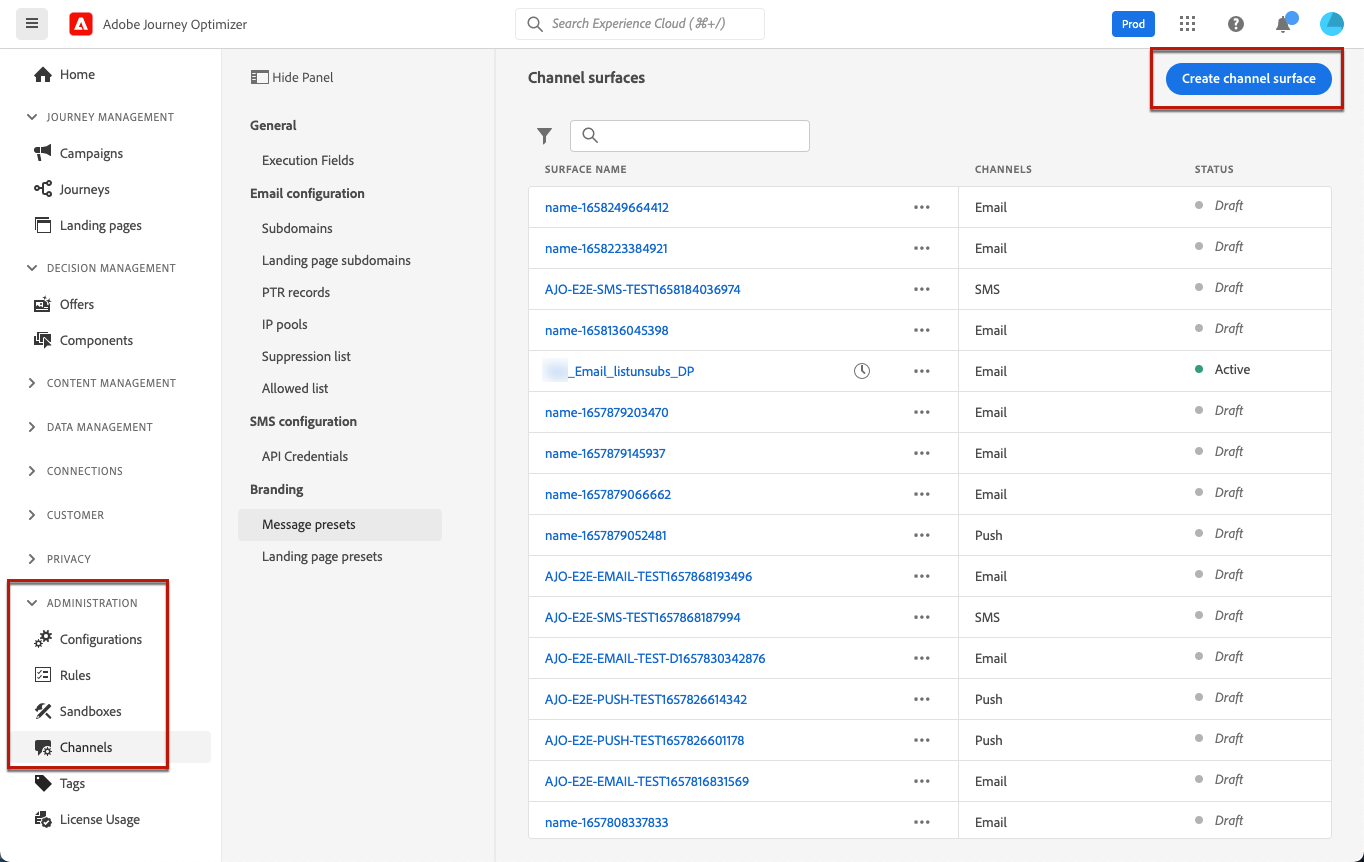 Adobe Journey Optimizer
Search Experience Cloud (⌘+/)
Prod
Home
JOURNEY MANAGEMENT
Campaigns
Journeys
Landing pages
DECISION MANAGEMENT
Offers
Components
CONTENT MANAGEMENT
DATA MANAGEMENT
CONNECTIONS
CUSTOMER
PRIVACY
ADMINISTRATION
Configurations
Rules
Sandboxes
Channels
Tags
License Usage
Hide Panel
General
Execution Fields
Email configuration
Subdomains
Landing page subdomains
PTR records
IP pools
Suppression list
Allowed list
SMS configuration
API Credentials
Branding
Message presets
Landing page presets
Channel surfaces
Create channel surface
SURFACE NAME CHANNELS STATUS
name-1658249664412 Email Draft
name-1658223384921 Email Draft
AJO-E2E-SMS-TEST1658184036974 SMS Draft
name-1658136045398 Email Draft
_Email_listunsubs_DP Email Active
name-1657879203470 Email Draft
name-1657879145937 Email Draft
name-1657879066662 Email Draft
name-1657879052481 Push Draft
AJO-E2E-EMAIL-TEST1657868193496 Email Draft
AJO-E2E-SMS-TEST1657868187994 SMS Draft
AJO-E2E-EMAIL-TEST-D1657830342876 Email Draft
AJO-E2E-PUSH-TEST1657826614342 Push Draft
AJO-E2E-PUSH-TEST1657826601178 Push Draft
AJO-E2E-EMAIL-TEST1657816831569 Email Draft
name-1657808337833 Email Draft